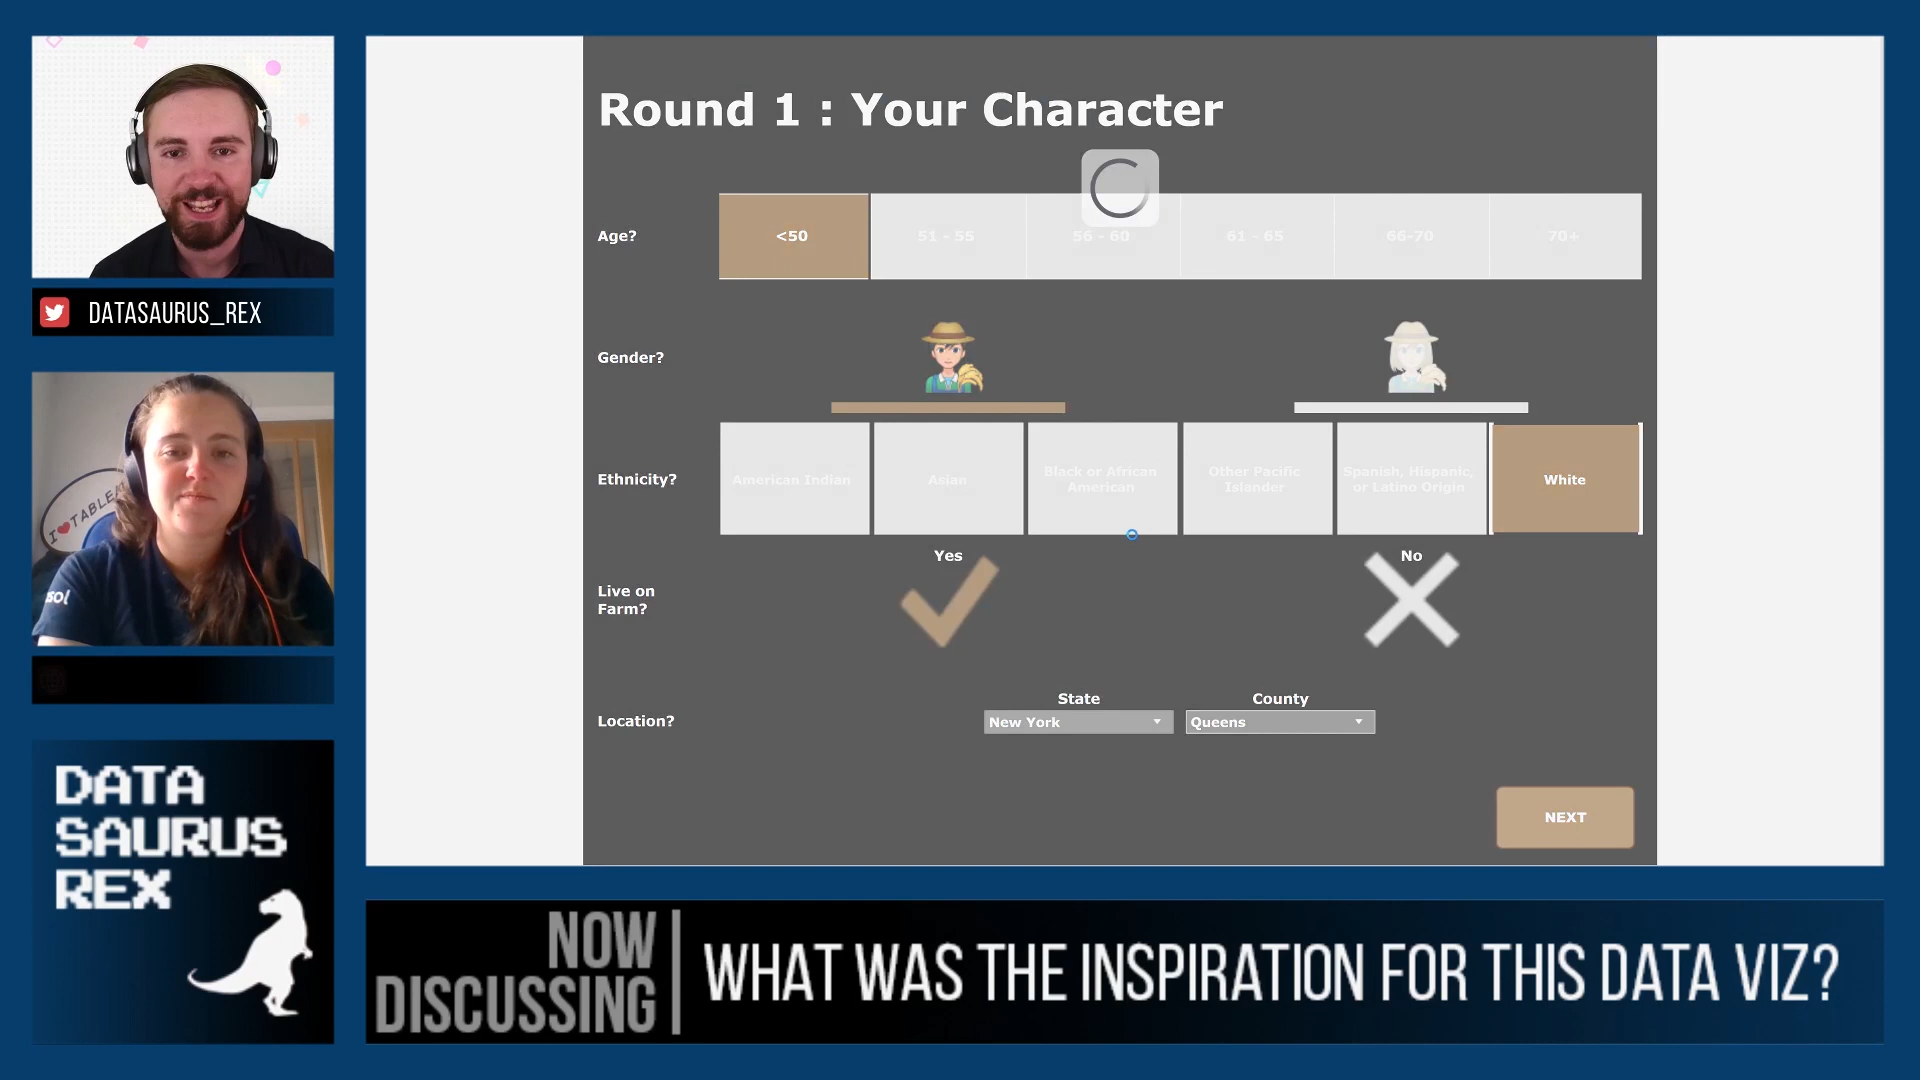 DATASAURUS_REX
I ❤ TABLEA
sol
DATA
SAURUS
REX
Round 1 : Your Character
Age?
<50
51 - 55
56 - 60
61 - 65
66-70
70+
Gender?
Ethnicity?
American Indian
Asian
Black or African
American
Other Pacific
Islander
Spanish, Hispanic,
or Latino Origin
White
Live on
Farm?
Yes
No
Location?
State
New York
County
Queens
NEXT
NOW
DISCUSSING
WHAT WAS THE INSPIRATION FOR THIS DATA VIZ?